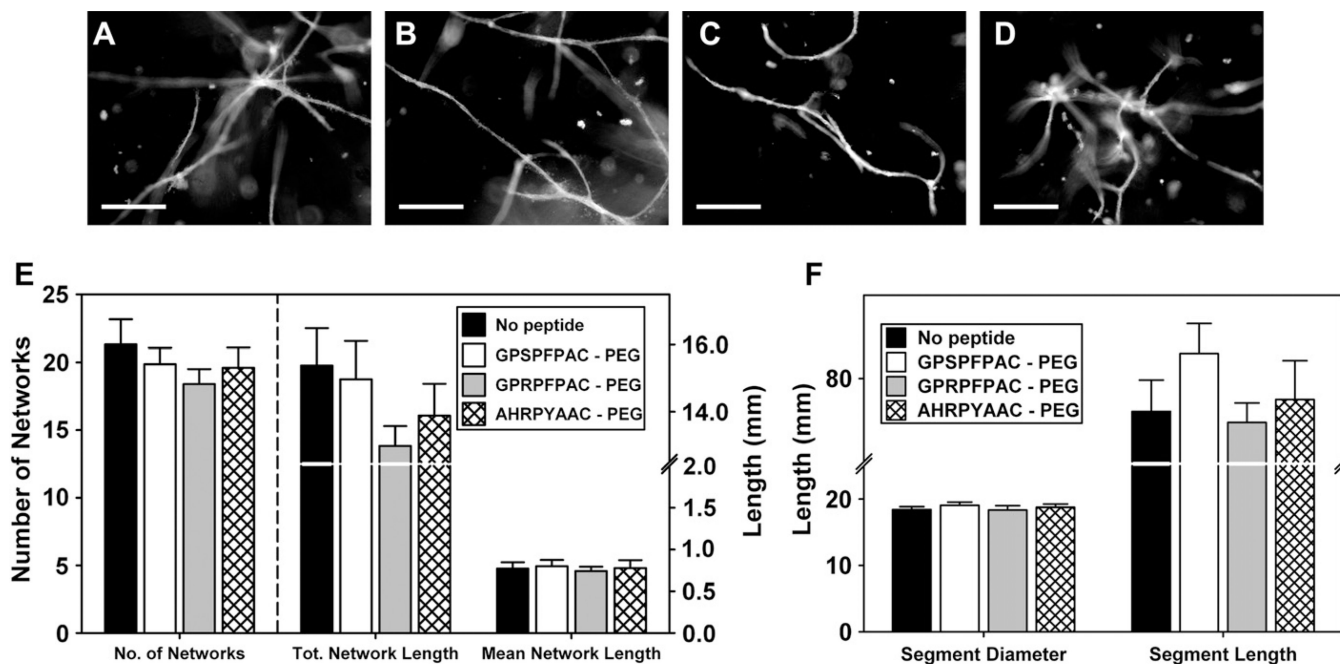 A
B
C
D
E
F
25
20
15
10
5
0
Number of Networks
No peptide
GPSPFPAC - PEG
GPRPFPAC - PEG
AHRPYAAC - PEG
16.0
14.0
2.0
1.5
1.0
0.5
0.0
Length (mm)
No. of Networks
Tot. Network Length
Mean Network Length
80
20
0
Length (mm)
No peptide
GPSPFPAC - PEG
GPRPFPAC - PEG
AHRPYAAC - PEG
Segment Diameter
Segment Length